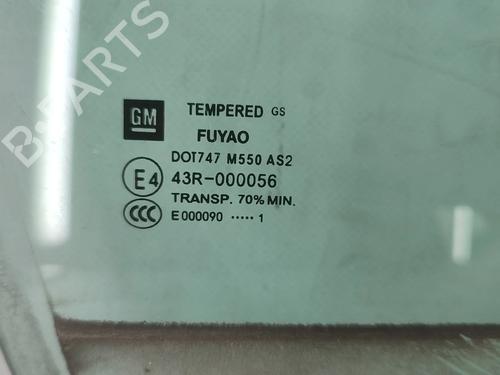 B-PARTS
GM
TEMPERED GS
FUYAO
DOT747 M550 AS2
E4 43R-000056
TRANSP. 70% MIN.
CCC E000090 ····· 1